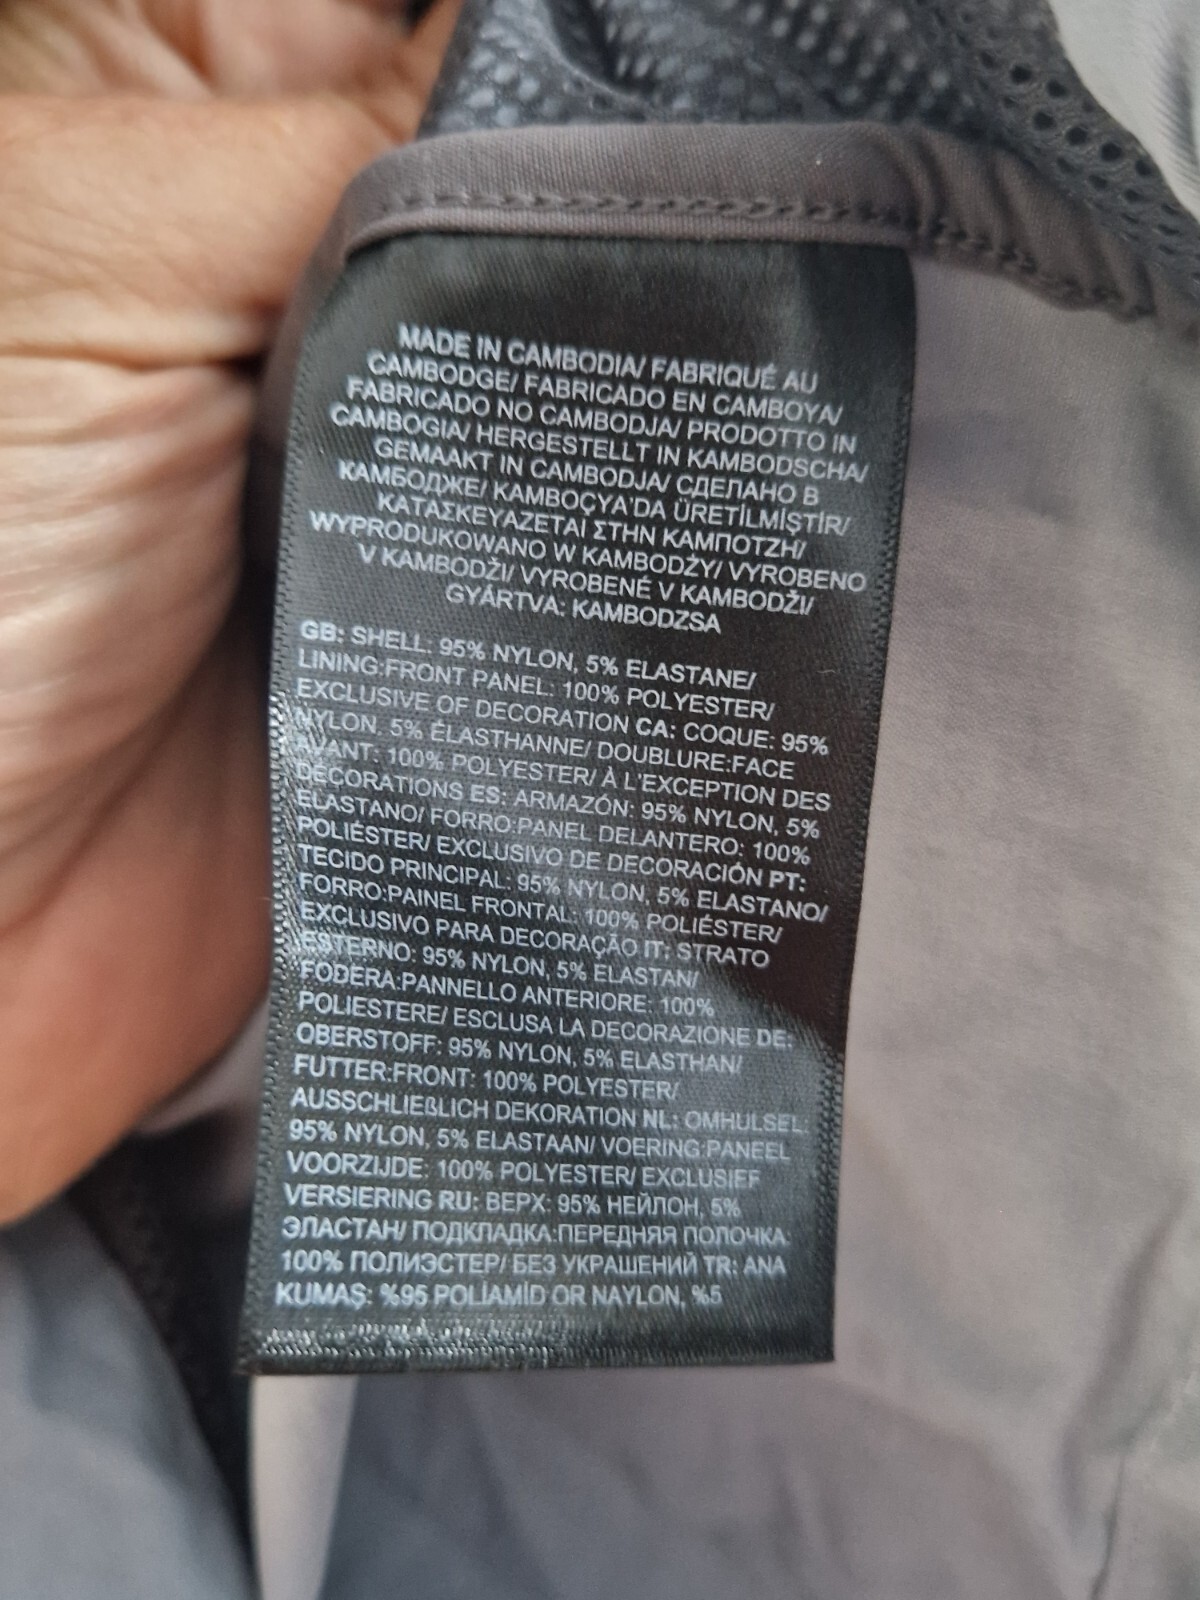 MADE IN CAMBODIA/ FABRIQUÉ AU
CAMBODGE/ FABRICADO EN CAMBOYA/
FABRICADO NO CAMBODJA/ PRODOTTO IN
CAMBOGIA/ HERGESTELLT IN KAMBODSCHA/
GEMAAKT IN CAMBODJA/ СДЕЛАНО В
КАМБОДЖЕ/ KAMBOÇYA'DA ÜRETİLMİŞTİR/
ΚΑΤΑΣΚΕΥΑΖΕΤΑΙ ΣΤΗΝ ΚΑΜΠΟΤΖΗ/
WYPRODUKOWANO W KAMBODŻY/ VYROBENO
V KAMBODŽI/ VYROBENÉ V KAMBODŽI/
GYÁRTVA: KAMBODZSA
GB: SHELL: 95% NYLON, 5% ELASTANE/
LINING:FRONT PANEL: 100% POLYESTER/
EXCLUSIVE OF DECORATION CA: COQUE: 95%
NYLON, 5% ÉLASTHANNE/ DOUBLURE:FACE
AVANT: 100% POLYESTER/ À L'EXCEPTION DES
DÉCORATIONS ES: ARMAZÓN: 95% NYLON, 5%
ELASTANO/ FORRO:PANEL DELANTERO: 100%
POLIÉSTER/ EXCLUSIVO DE DECORACIÓN PT:
TECIDO PRINCIPAL: 95% NYLON, 5% ELASTANO/
FORRO:PAINEL FRONTAL: 100% POLIÉSTER/
EXCLUSIVO PARA DECORAÇÃO IT: STRATO
ESTERNO: 95% NYLON, 5% ELASTAN/
FODERA:PANNELLO ANTERIORE: 100%
POLIESTERE/ ESCLUSA LA DECORAZIONE DE:
OBERSTOFF: 95% NYLON, 5% ELASTHAN/
FUTTER:FRONT: 100% POLYESTER/
AUSSCHLIEßLICH DEKORATION NL: OMHULSEL:
95% NYLON, 5% ELASTAAN/ VOERING:PANEEL
VOORZIJDE: 100% POLYESTER/ EXCLUSIEF
VERSIERING RU: ВЕРХ: 95% НЕЙЛОН, 5%
ЭЛАСТАН/ ПОДКЛАДКА:ПЕРЕДНЯЯ ПОЛОЧКА:
100% ПОЛИЭСТЕР/ БЕЗ УКРАШЕНИЙ TR: ANA
KUMAŞ: %95 POLİAMİD OR NAYLON, %5